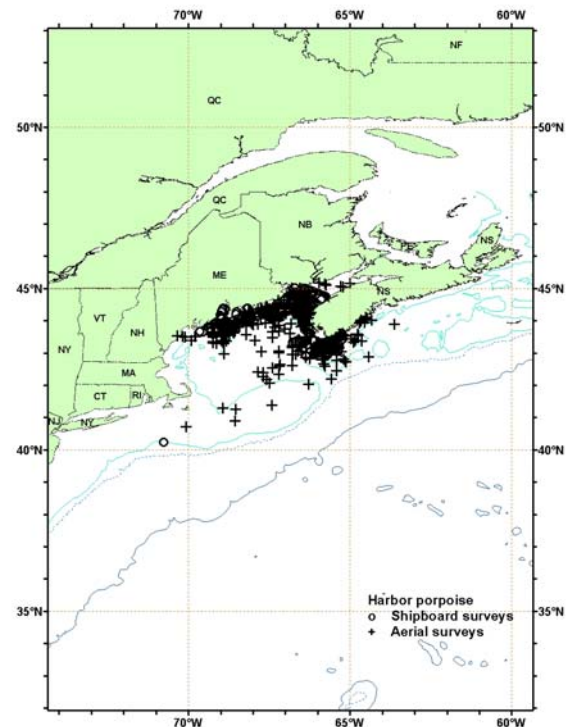 70°W 65°W 60°W
NF
QC
50°N 50°N
QC
NB
NS
ME
45°N 45°N
NS
VT
NH
NY
MA
CT RI
NJ NY
40°N 40°N
35°N 35°N
Harbor porpoise
o Shipboard surveys
+ Aerial surveys
70°W 65°W 60°W